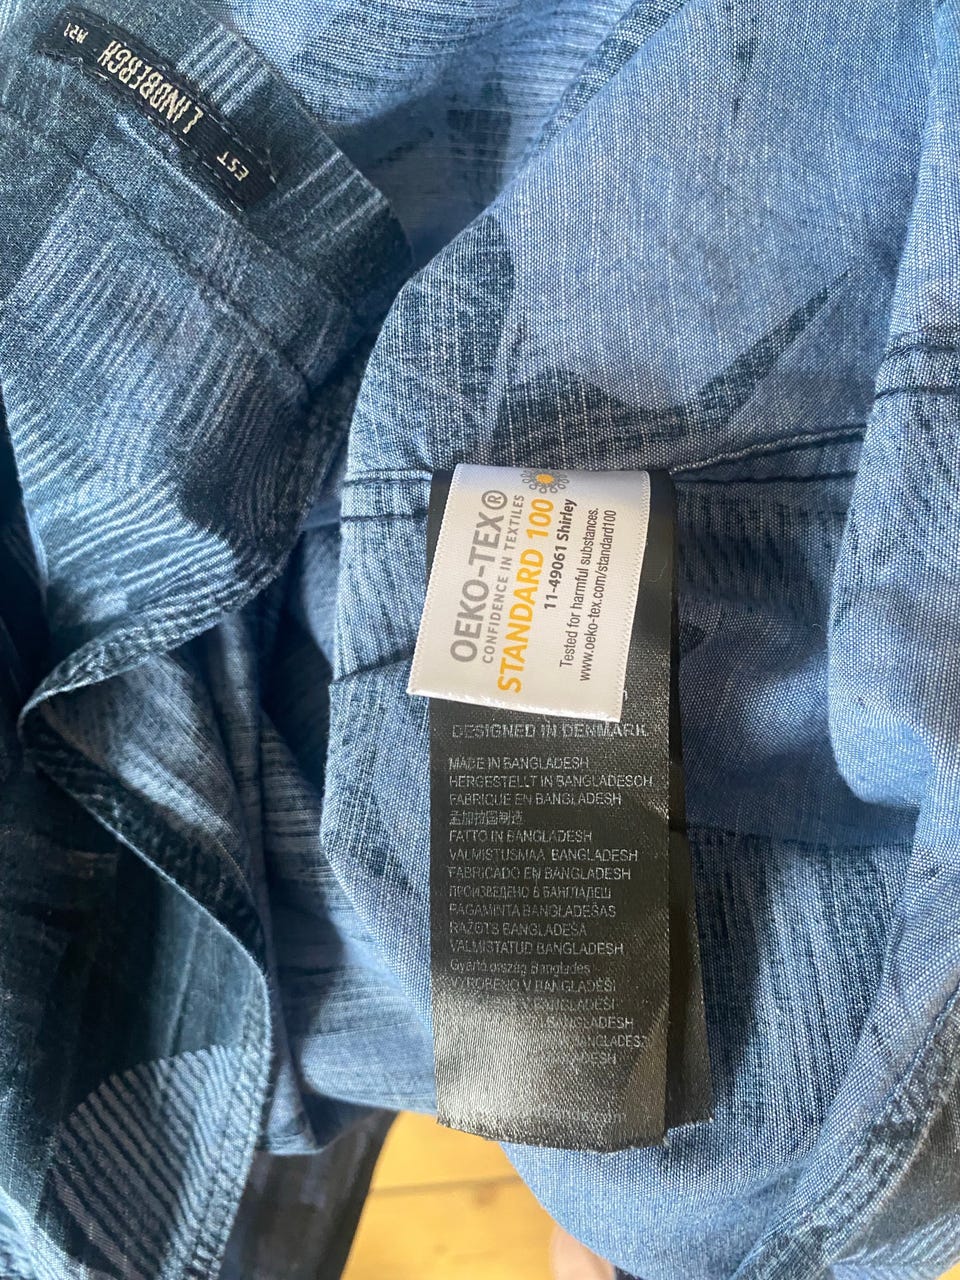 EST
LINDBERGH
OEKO-TEX®
CONFIDENCE IN TEXTILES
STANDARD 100
11-49061 Shirley
Tested for harmful substances.
www.oeko-tex.com/standard100
DESIGNED IN DENMARK
MADE IN BANGLADESH
HERGESTELLT IN BANGLADESCH
FABRIQUE EN BANGLADESH
孟加拉国制造
FATTO IN BANGLADESH
VALMISTUSMAA BANGLADESH
FABRICADO EN BANGLADESH
ПРОИЗВЕДЕНО В БАНГЛАДЕШ
PAGAMINTA BANGLADEŠAS
RAŽOTS BANGLADEŠA
VALMISTATUD BANGLADESH
Gyártó ország Banglades
VYROBENO V BANGLADÉŠI
BANGLADESH